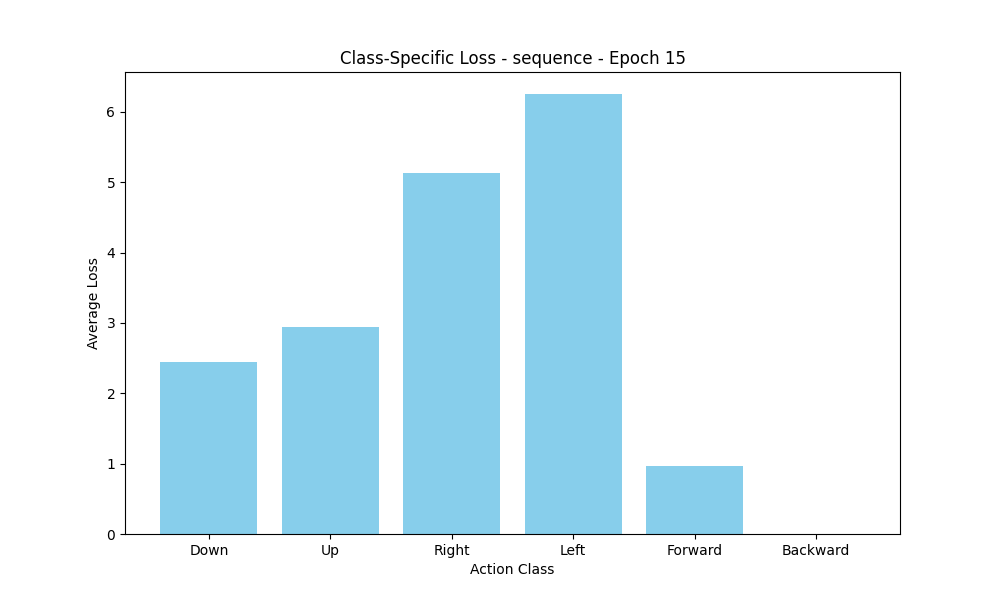 Class-Specific Loss - sequence - Epoch 15
Average Loss
6
5
4
3
2
1
0
Down Up Right Left Forward Backward
Action Class